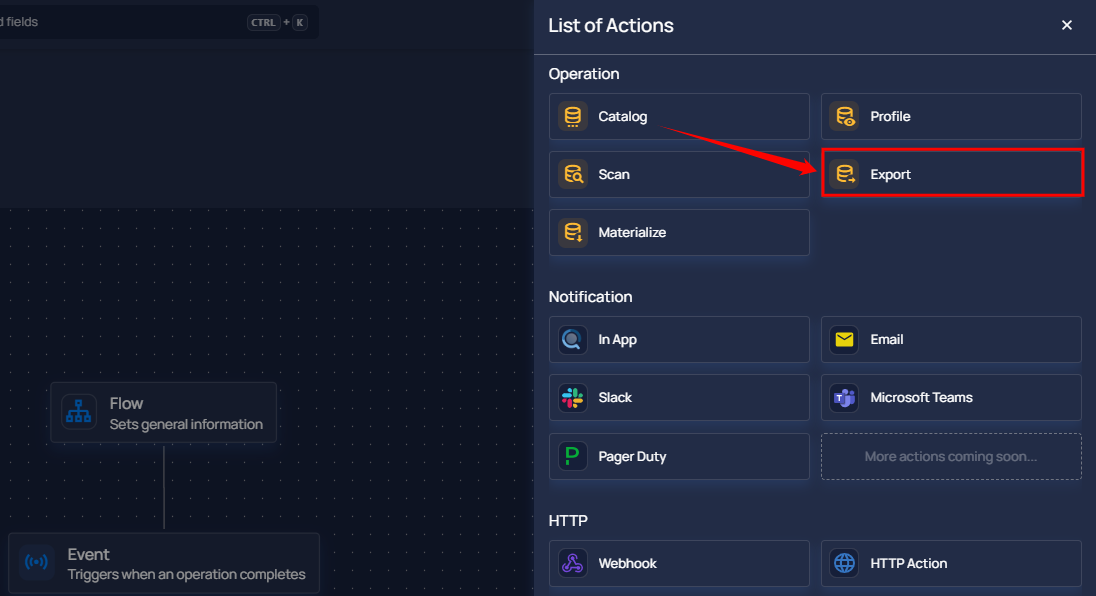 d fields
CTRL + K
List of Actions
Operation
Catalog
Profile
Scan
Export
Materialize
Notification
In App
Email
Slack
Microsoft Teams
Pager Duty
More actions coming soon...
HTTP
Webhook
HTTP Action
Flow
Sets general information
Event
Triggers when an operation completes